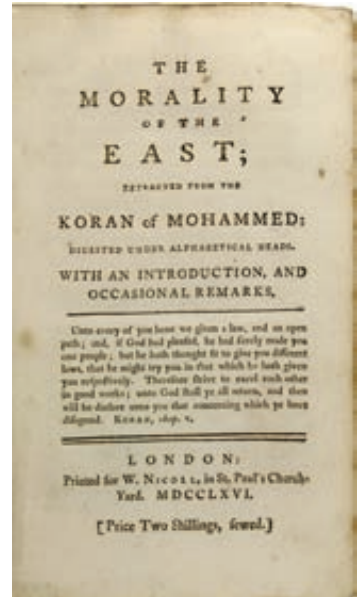 THE
MORALITY
OF THE
EAST;
EXTRACTED FROM THE
KORAN of MOHAMMED:
DIGESTED UNDER ALPHABETICAL HEADS.
WITH AN INTRODUCTION, AND
OCCASIONAL REMARKS.
Unto every of you have we given a law, and an open
path; and, if God had pleased, he had surely made you
one people; but he hath thought fit to give you different
laws, that he might try you in that which he hath given
you respectively. Therefore strive to excel each other
in good works; unto God shall ye all return, and then
will he declare unto you that concerning which ye have
disagreed. KORAN, chap. v.
LONDON:
Printed for W. NICOLL, in St. Paul's Church-
Yard. MDCCLXVI.
[Price Two Shillings, sewed.]